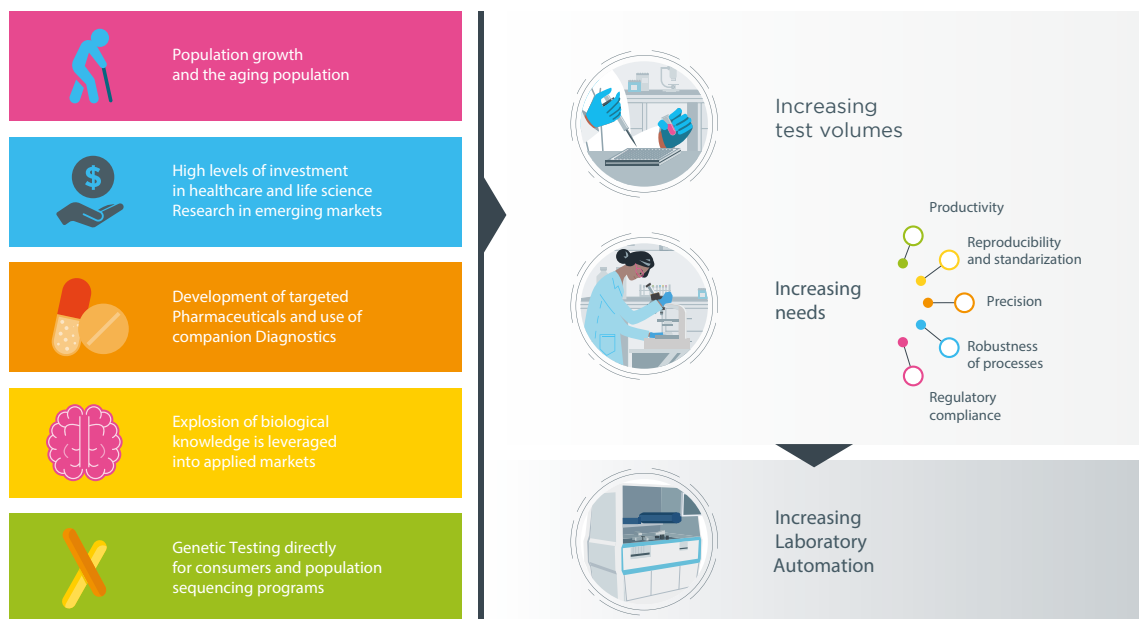 Population growth
and the aging population
High levels of investment
in healthcare and life science
Research in emerging markets
Development of targeted
Pharmaceuticals and use of
companion Diagnostics
Explosion of biological
knowledge is leveraged
into applied markets
Genetic Testing directly
for consumers and population
sequencing programs
Increasing
test volumes
Increasing
needs
Productivity
Reproducibility
and standarization
Precision
Robustness
of processes
Regulatory
compliance
Increasing
Laboratory
Automation
$